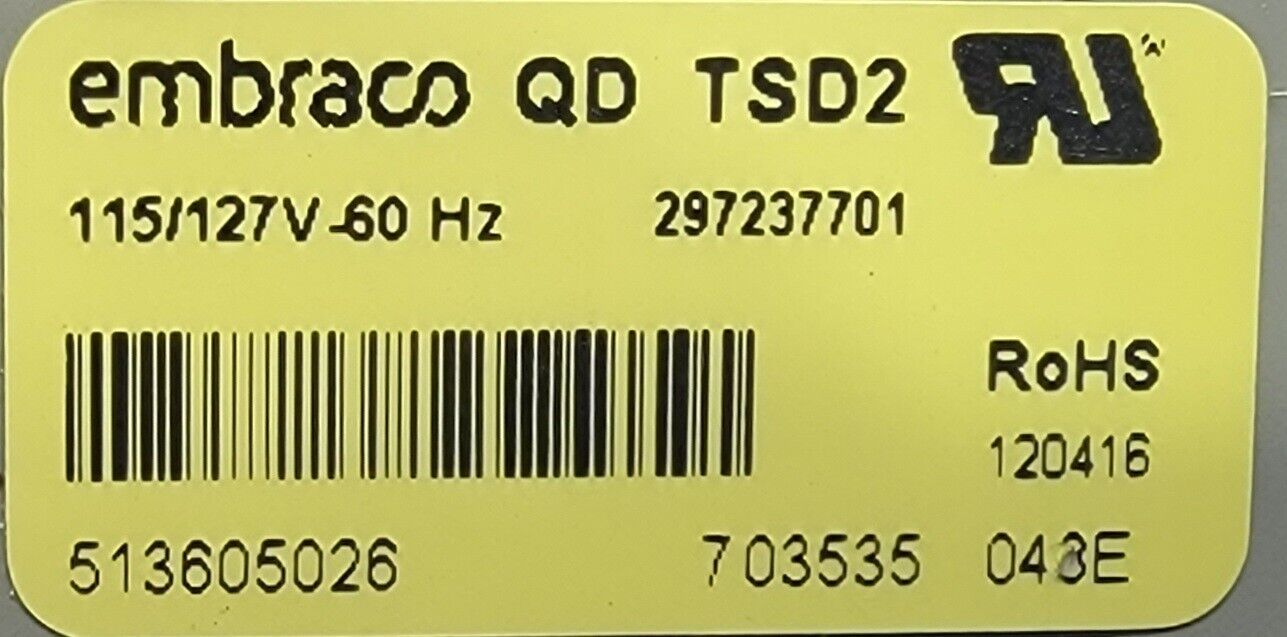 embraco QD TSD2
115/127V-60 Hz 297237701
RoHS
120416
513605026 703535